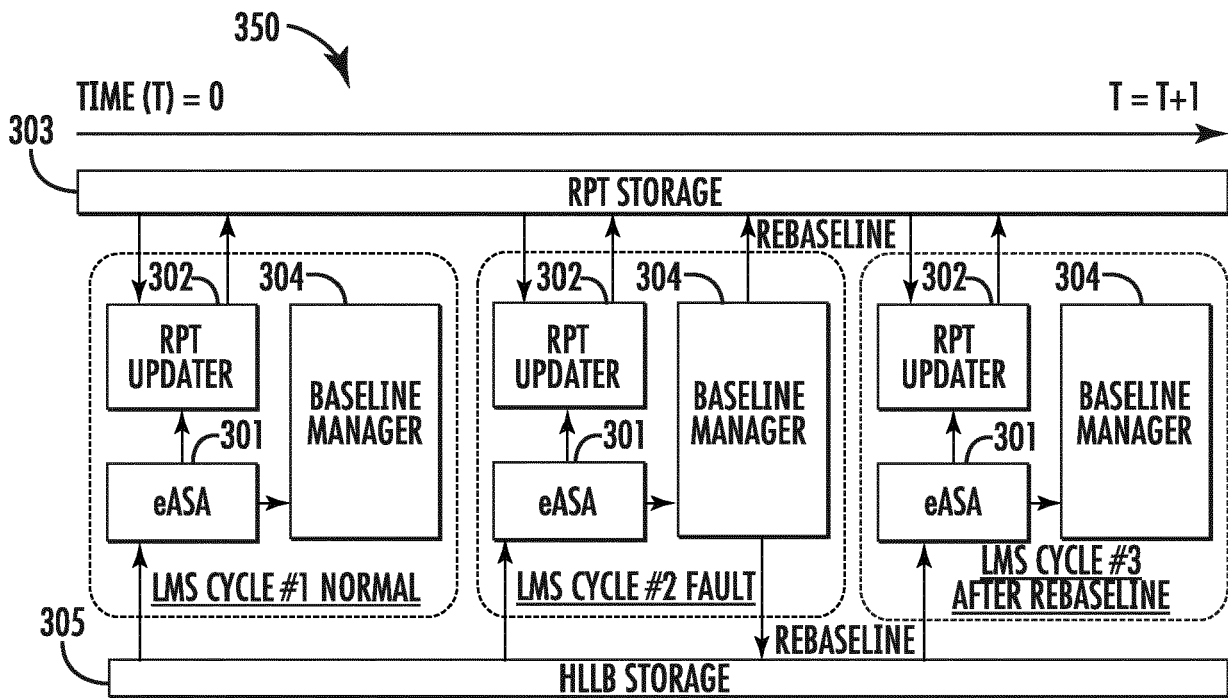 350
TIME (T) = 0
T = T+1
303
RPT STORAGE
REBASELINE
302
304
RPT
UPDATER
BASELINE
MANAGER
301
eASA
LMS CYCLE #1 NORMAL
302
304
RPT
UPDATER
BASELINE
MANAGER
301
eASA
LMS CYCLE #2 FAULT
302
304
RPT
UPDATER
BASELINE
MANAGER
301
eASA
LMS CYCLE #3
AFTER REBASELINE
305
REBASELINE
HLLB STORAGE